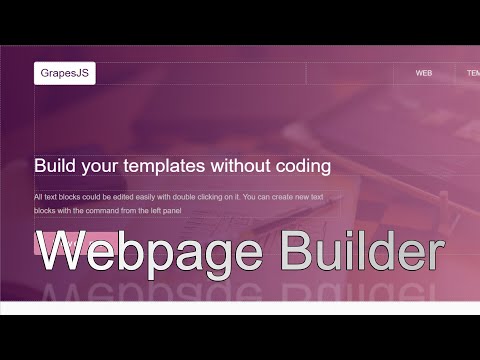 GrapesJS
WEB
TEM
Build your templates without coding
All text blocks could be edited easily with double clicking on it. You can create new text
blocks with the command from the left panel
Webpage Builder